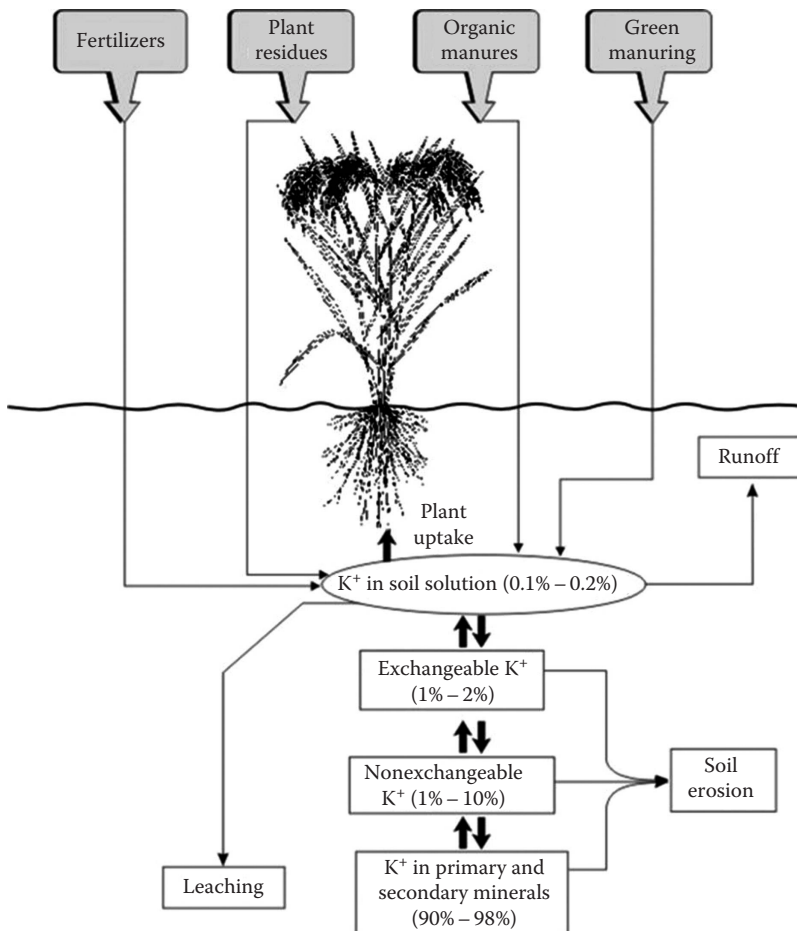 Fertilizers
Plant
residues
Organic
manures
Green
manuring
Runoff
Plant
uptake
K⁺ in soil solution (0.1% – 0.2%)
Exchangeable K⁺
(1% – 2%)
Nonexchangeable
K⁺ (1% – 10%)
Soil
erosion
K⁺ in primary and
secondary minerals
(90% – 98%)
Leaching